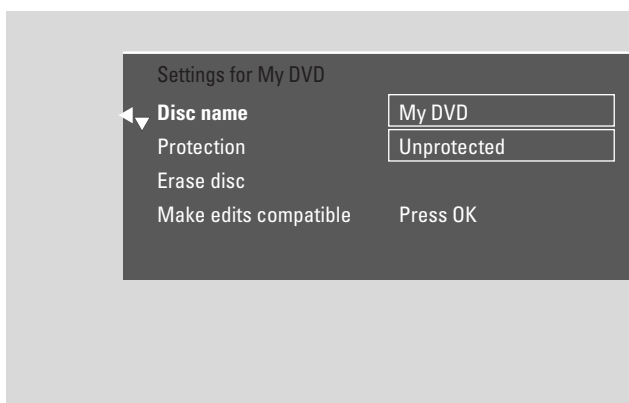 Settings for My DVD
Disc name My DVD
Protection Unprotected
Erase disc
Make edits compatible Press OK